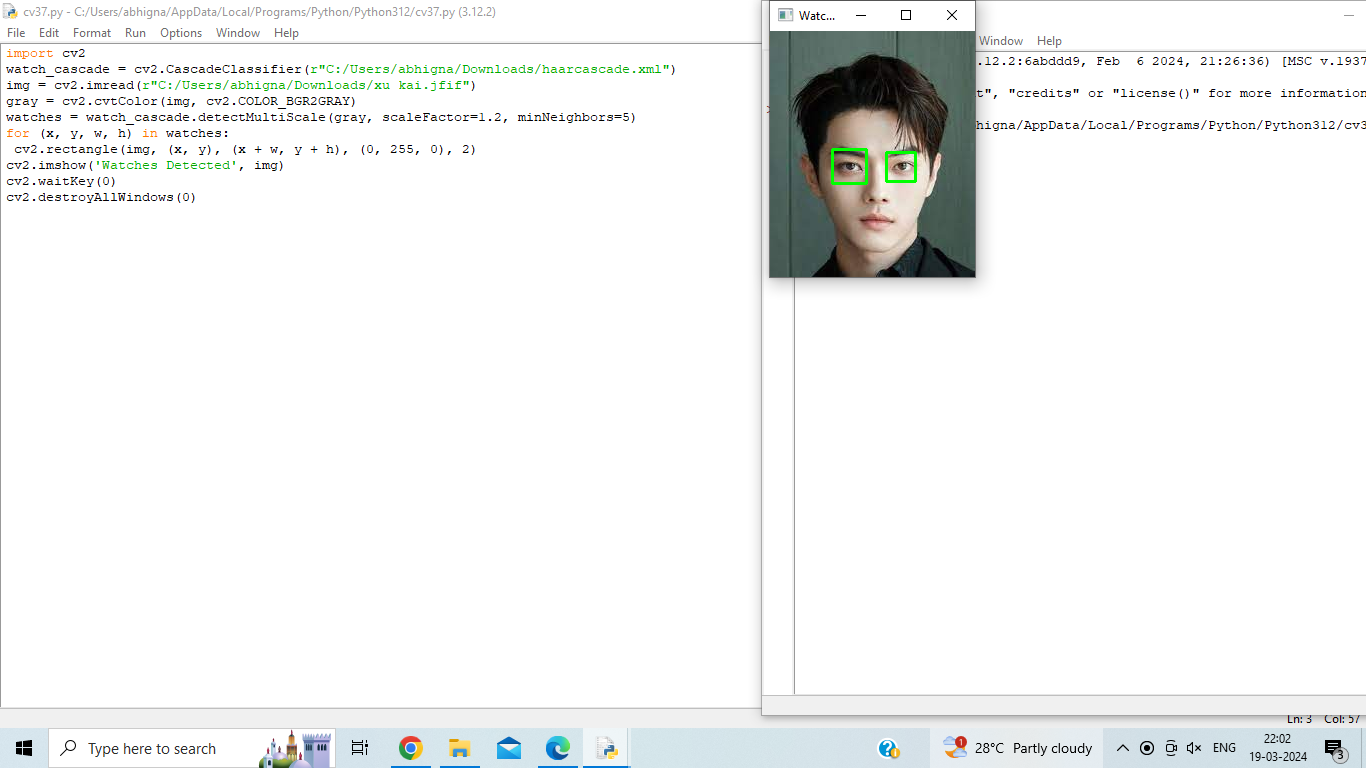 cv37.py - C:/Users/abhigna/AppData/Local/Programs/Python/Python312/cv37.py (3.12.2)
File Edit Format Run Options Window Help
import cv2
watch_cascade = cv2.CascadeClassifier(r"C:/Users/abhigna/Downloads/haarcascade.xml")
img = cv2.imread(r"C:/Users/abhigna/Downloads/xu kai.jfif")
gray = cv2.cvtColor(img, cv2.COLOR_BGR2GRAY)
watches = watch_cascade.detectMultiScale(gray, scaleFactor=1.2, minNeighbors=5)
for (x, y, w, h) in watches:
 cv2.rectangle(img, (x, y), (x + w, y + h), (0, 255, 0), 2)
cv2.imshow('Watches Detected', img)
cv2.waitKey(0)
cv2.destroyAllWindows(0)
Watc...
Window Help
.12.2:6abddd9, Feb  6 2024, 21:26:36) [MSC v.1937
t", "credits" or "license()" for more information
higna/AppData/Local/Programs/Python/Python312/cv3
Ln: 3 Col: 57
Type here to search
1
28°C Partly cloudy
ENG
22:02
19-03-2024
3